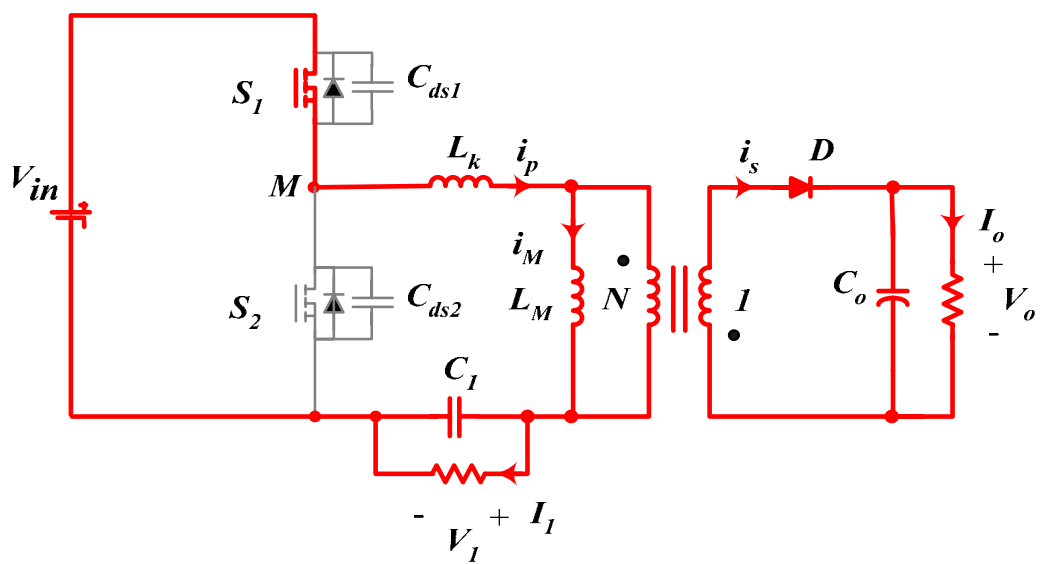 S1
Cds1
Vin
M
Lk
ip
is
D
iM
LM
N
1
Co
Io
+
Vo
-
S2
Cds2
C1
-
V1
+
I1